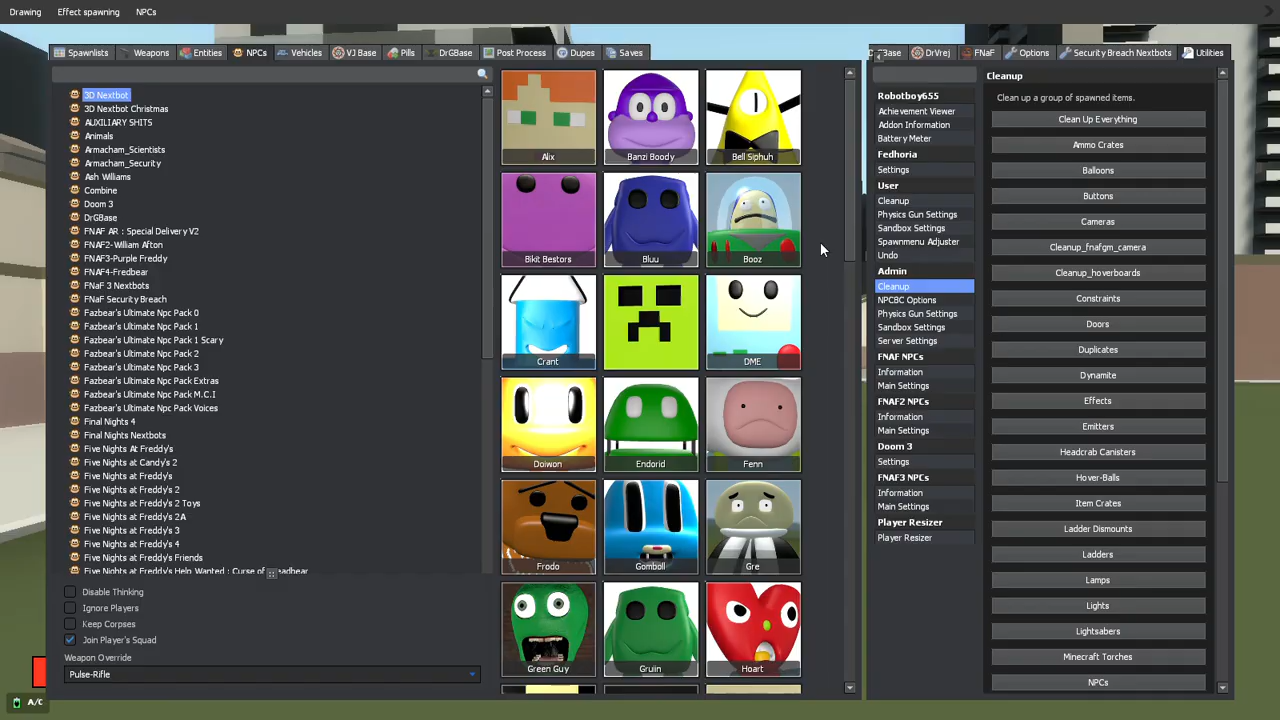 Drawing Effect spawning NPCs
Spawnlists Weapons Entities NPCs Vehicles VJ Base Pills DrGBase Post Process Dupes Saves
Base DrVrej FNaF Options Security Breach Nextbots Utilities
3D Nextbot
3D Nextbot Christmas
AUXILIARY SHITS
Animals
Armacham_Scientists
Armacham_Security
Ash Williams
Combine
Doom 3
DrGBase
FNAF AR : Special Delivery V2
FNAF2-Wlliam Afton
FNAF3-Purple Freddy
FNAF4-Fredbear
FNaF 3 Nextbots
FNaF Security Breach
Fazbear's Ultimate Npc Pack 0
Fazbear's Ultimate Npc Pack 1
Fazbear's Ultimate Npc Pack 1 Scary
Fazbear's Ultimate Npc Pack 2
Fazbear's Ultimate Npc Pack 3
Fazbear's Ultimate Npc Pack Extras
Fazbear's Ultimate Npc Pack M.C.I
Fazbear's Ultimate Npc Pack Voices
Final Nights 4
Final Nights Nextbots
Five Nights At Freddy's
Five Nights at Candy's 2
Five Nights at Freddy's
Five Nights at Freddy's 2
Five Nights at Freddy's 2 Toys
Five Nights at Freddy's 2A
Five Nights at Freddy's 3
Five Nights at Freddy's 4
Five Nights at Freddy's Friends
Five Nights at Freddy's Help Wanted : Curse of
Disable Thinking
Ignore Players
Keep Corpses
Join Player's Squad
Weapon Override
Pulse-Rifle
A/C
Alix Banzi Boody Bell Siphuh
Bikit Bestors Bluu Booz
Crant DME
Doiwon Endorid Fenn
Frodo Gomboll Gre
Green Guy Gruin Hoart
Robotboy655
Achievement Viewer
Addon Information
Battery Meter
Fedhoria
Settings
User
Cleanup
Physics Gun Settings
Sandbox Settings
Spawnmenu Adjuster
Undo
Admin
Cleanup
NPCBC Options
Physics Gun Settings
Sandbox Settings
Server Settings
FNAF NPCs
Information
Main Settings
FNAF2 NPCs
Information
Main Settings
Doom 3
Settings
FNAF3 NPCs
Information
Main Settings
Player Resizer
Player Resizer
Cleanup
Clean up a group of spawned items.
Clean Up Everything
Ammo Crates
Balloons
Buttons
Cameras
Cleanup_fnafgm_camera
Cleanup_hoverboards
Constraints
Doors
Duplicates
Dynamite
Effects
Emitters
Headcrab Canisters
Hover-Balls
Item Crates
Ladder Dismounts
Ladders
Lamps
Lights
Lightsabers
Minecraft Torches
NPCs